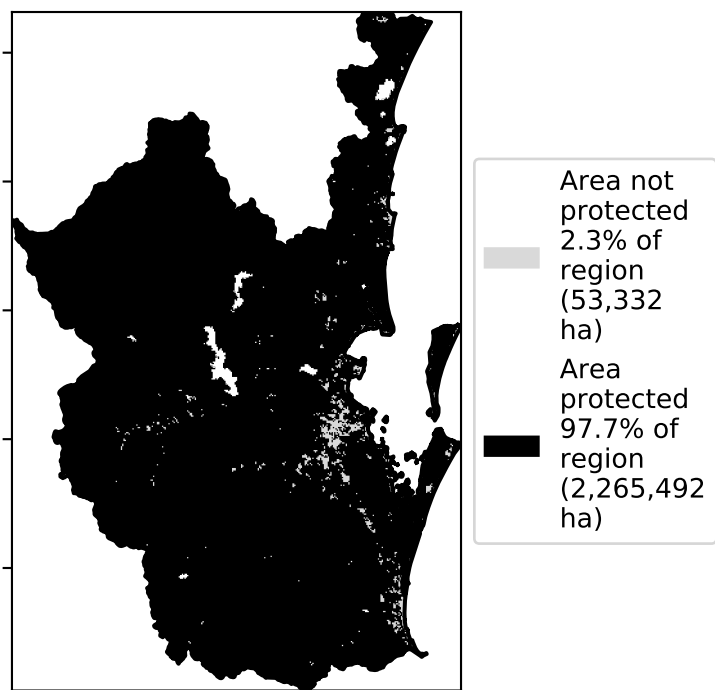 Area not
protected
2.3% of
region
(53,332
ha)
Area
protected
97.7% of
region
(2,265,492
ha)